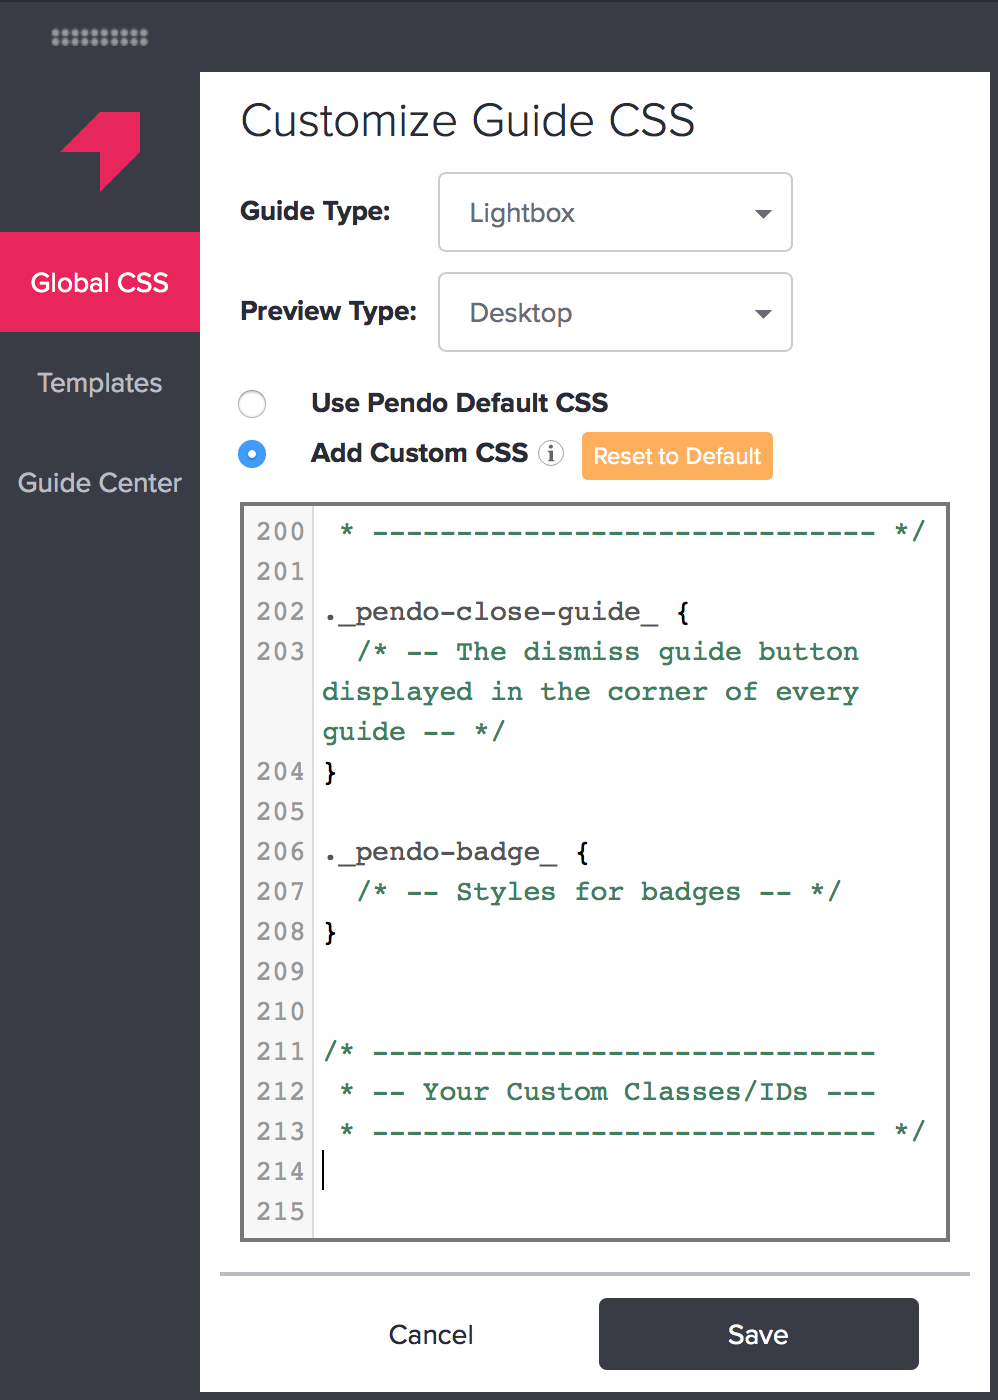 Customize Guide CSS
Guide Type:
Lightbox
Preview Type:
Desktop
Global CSS
Templates
Guide Center
Use Pendo Default CSS
Add Custom CSS i Reset to Default
200 * ------------------------------ */
201
202 ._pendo-close-guide_ {
203 /* -- The dismiss guide button
displayed in the corner of every
guide -- */
204 }
205
206 ._pendo-badge_ {
207 /* -- Styles for badges -- */
208 }
209
210
211 /* ------------------------------
212 * -- Your Custom Classes/IDs ---
213 * ------------------------------ */
214
215
Cancel
Save